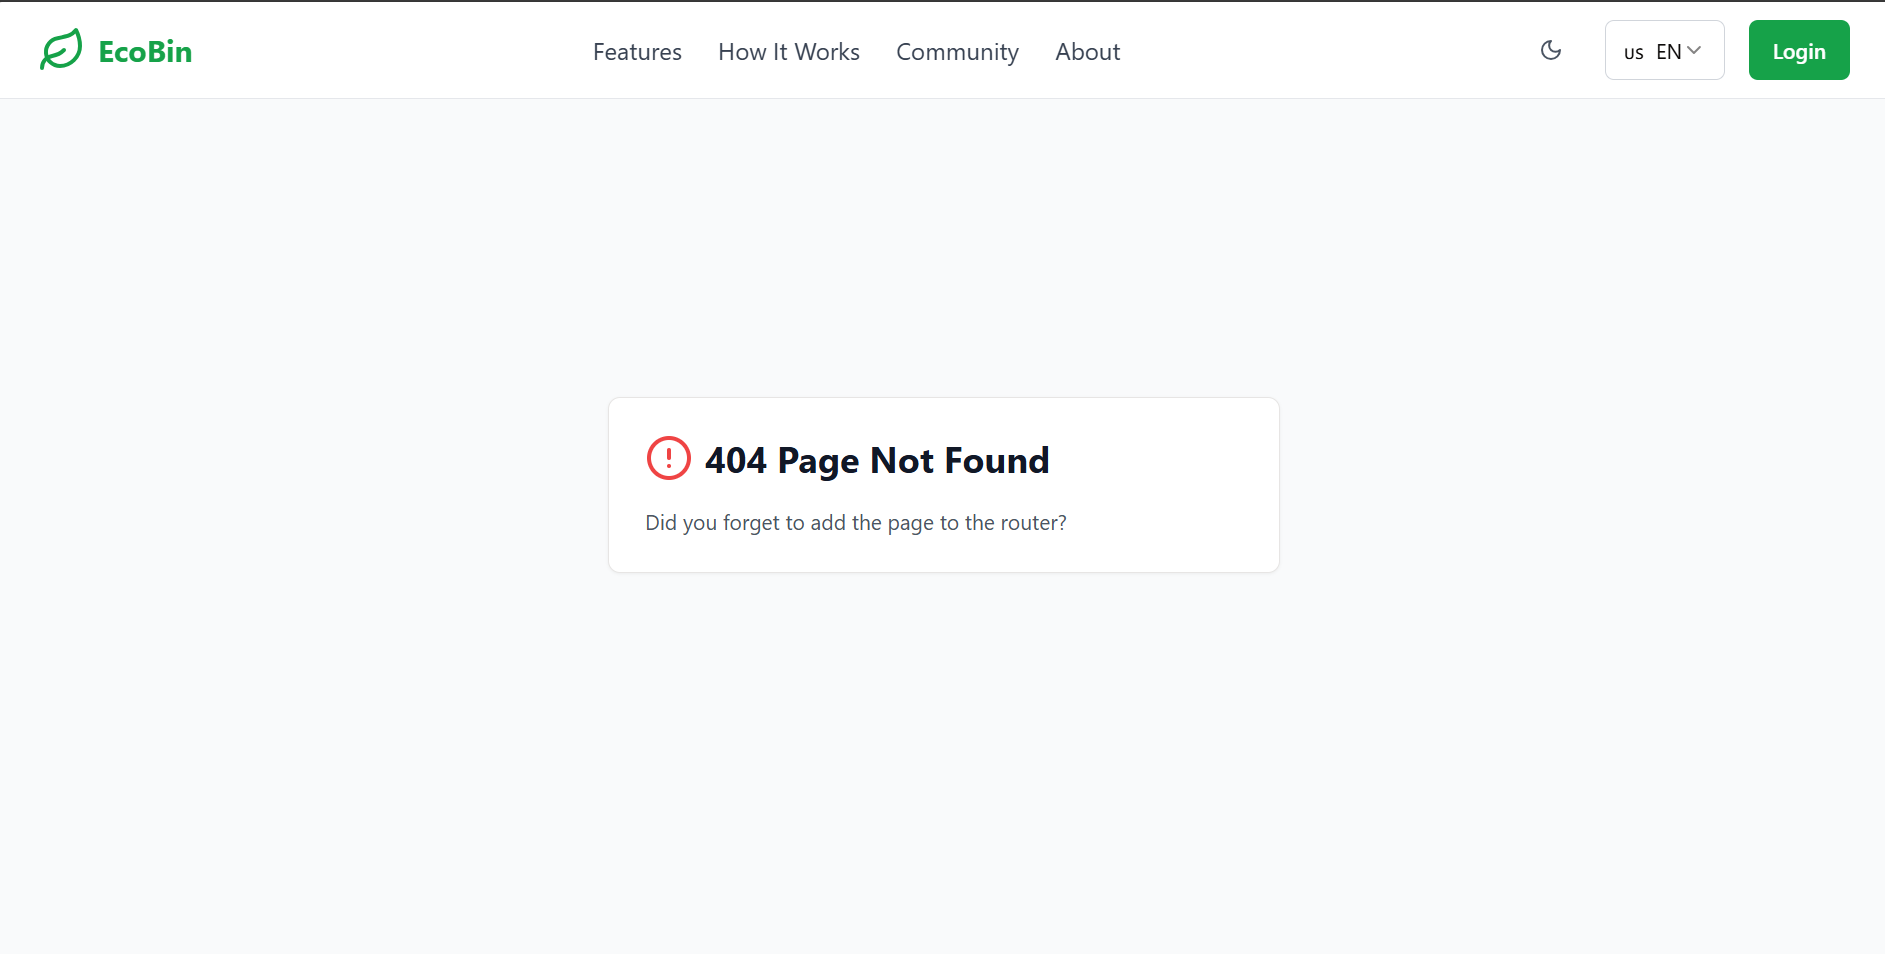 EcoBin
Features How It Works Community About
us EN
Login
404 Page Not Found
Did you forget to add the page to the router?